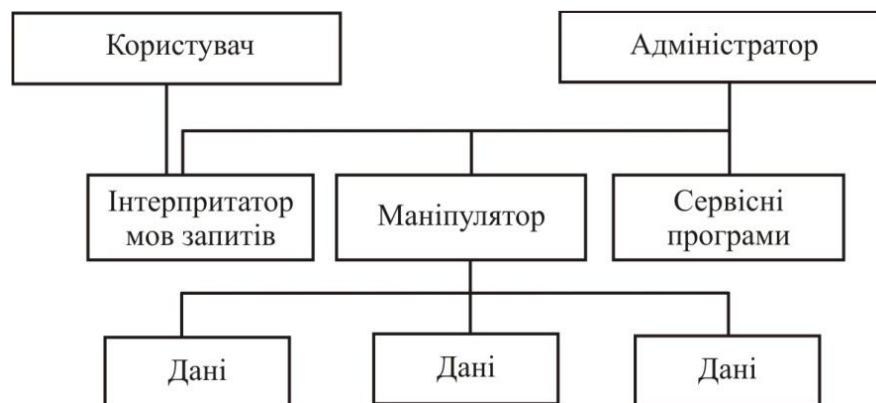 Користувач
Адміністратор
Інтерпритатор
мов запитів
Маніпулятор
Сервісні
програми
Дані
Дані
Дані